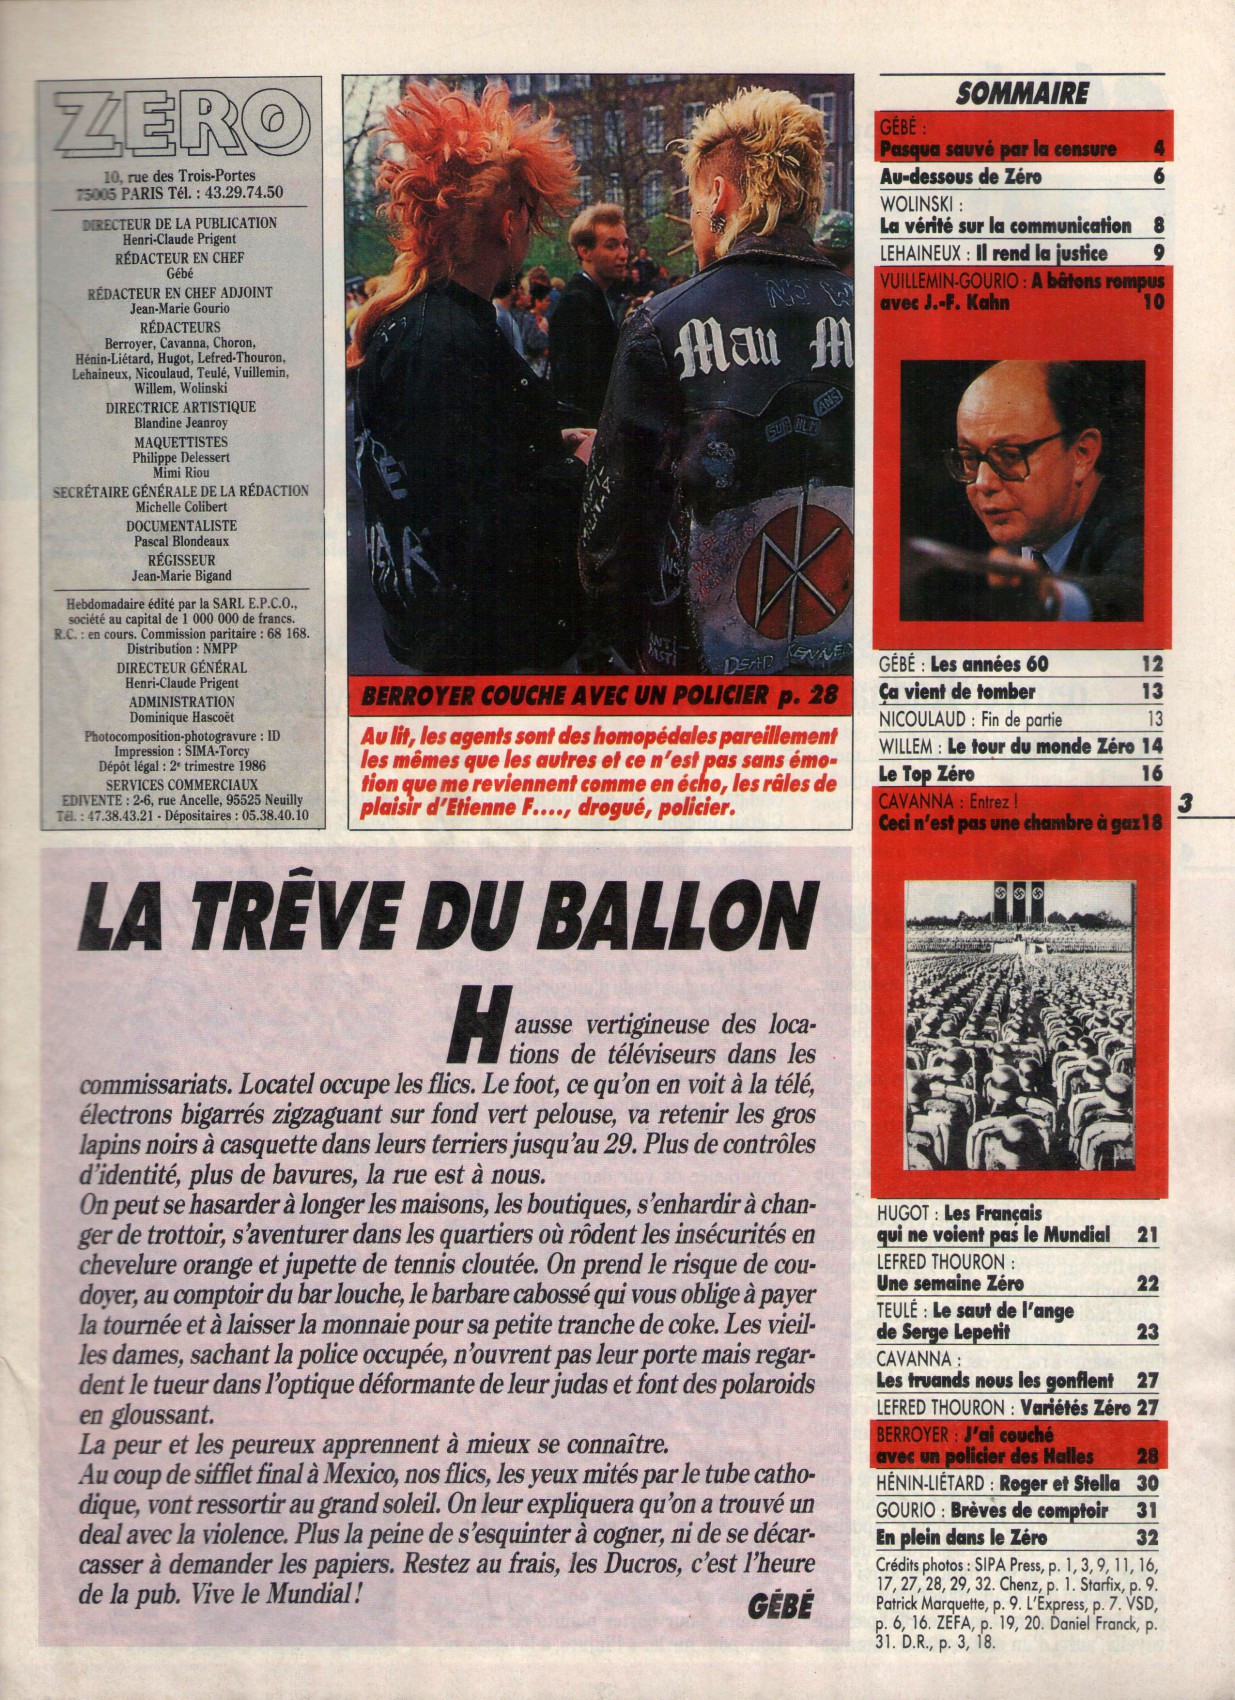 ZERO
10, rue des Trois-Portes
75005 PARIS Tél. : 43.29.74.50
DIRECTEUR DE LA PUBLICATION
Henri-Claude Prigent
RÉDACTEUR EN CHEF
Gébé
RÉDACTEUR EN CHEF ADJOINT
Jean-Marie Gourio
RÉDACTEURS
Berroyer, Cavanna, Choron,
Hénin-Liétard, Hugot, Lefred-Thouron,
Lehaineux, Nicoulaud, Teulé, Vuillemin,
Willem, Wolinski
DIRECTRICE ARTISTIQUE
Blandine Jeanroy
MAQUETTISTES
Philippe Delessert
Mimi Riou
SECRÉTAIRE GÉNÉRALE DE LA RÉDACTION
Michelle Colibert
DOCUMENTALISTE
Pascal Blondeaux
RÉGISSEUR
Jean-Marie Bigand
Hebdomadaire édité par la SARL E.P.C.O.,
société au capital de 1 000 000 de francs.
R.C. : en cours. Commission paritaire : 68 168.
Distribution : NMPP
DIRECTEUR GÉNÉRAL
Henri-Claude Prigent
ADMINISTRATION
Dominique Hascoët
Photocomposition-photogravure : ID
Impression : SIMA-Torcy
Dépôt légal : 2e trimestre 1986
SERVICES COMMERCIAUX
EDIVENTE : 2-6, rue Ancelle, 95525 Neuilly
Tél. : 47.38.43.21 - Dépositaires : 05.38.40.10
NO W
Mau M
SUB HUM
ANS
WAR
DK
ANTI
DEAD KENNED
BERROYER COUCHE AVEC UN POLICIER p. 28
Au lit, les agents sont des homopédales pareillement
les mêmes que les autres et ce n'est pas sans émo-
tion que me reviennent comme en écho, les râles de
plaisir d'Etienne F...., drogué, policier.
LA TRÊVE DU BALLON
Hausse vertigineuse des loca-
tions de téléviseurs dans les
commissariats. Locatel occupe les flics. Le foot, ce qu'on en voit à la télé,
électrons bigarrés zigzaguant sur fond vert pelouse, va retenir les gros
lapins noirs à casquette dans leurs terriers jusqu'au 29. Plus de contrôles
d'identité, plus de bavures, la rue est à nous.
On peut se hasarder à longer les maisons, les boutiques, s'enhardir à chan-
ger de trottoir, s'aventurer dans les quartiers où rôdent les insécurités en
chevelure orange et jupette de tennis cloutée. On prend le risque de cou-
doyer, au comptoir du bar louche, le barbare cabossé qui vous oblige à payer
la tournée et à laisser la monnaie pour sa petite tranche de coke. Les vieil-
les dames, sachant la police occupée, n'ouvrent pas leur porte mais regar-
dent le tueur dans l'optique déformante de leur judas et font des polaroids
en gloussant.
La peur et les peureux apprennent à mieux se connaître.
Au coup de sifflet final à Mexico, nos flics, les yeux mités par le tube catho-
dique, vont ressortir au grand soleil. On leur expliquera qu'on a trouvé un
deal avec la violence. Plus la peine de s'esquinter à cogner, ni de se décar-
casser à demander les papiers. Restez au frais, les Ducros, c'est l'heure
de la pub. Vive le Mundial !
GÉBÉ
SOMMAIRE
GÉBÉ :
Pasqua sauvé par la censure 4
Au-dessous de Zéro 6
WOLINSKI :
La vérité sur la communication 8
LEHAINEUX : Il rend la justice 9
VUILLEMIN-GOURIO : A bâtons rompus
avec J.-F. Kahn 10
GÉBÉ : Les années 60 12
Ça vient de tomber 13
NICOULAUD : Fin de partie 13
WILLEM : Le tour du monde Zéro 14
Le Top Zéro 16
CAVANNA : Entrez !
Ceci n'est pas une chambre à gaz 18
HUGOT : Les Français
qui ne voient pas le Mundial 21
LEFRED THOURON :
Une semaine Zéro 22
TEULÉ : Le saut de l'ange
de Serge Lepetit 23
CAVANNA :
Les truands nous les gonflent 27
LEFRED THOURON : Variétés Zéro 27
BERROYER : J'ai couché
avec un policier des Halles 28
HÉNIN-LIÉTARD : Roger et Stella 30
GOURIO : Brèves de comptoir 31
En plein dans le Zéro 32
Crédits photos : SIPA Press, p. 1, 3, 9, 11, 16,
17, 27, 28, 29, 32. Chenz, p. 1. Starfix, p. 9.
Patrick Marquette, p. 9. L'Express, p. 7. VSD,
p. 6, 16. ZEFA, p. 19, 20. Daniel Franck, p.
31. D.R., p. 3, 18.
3